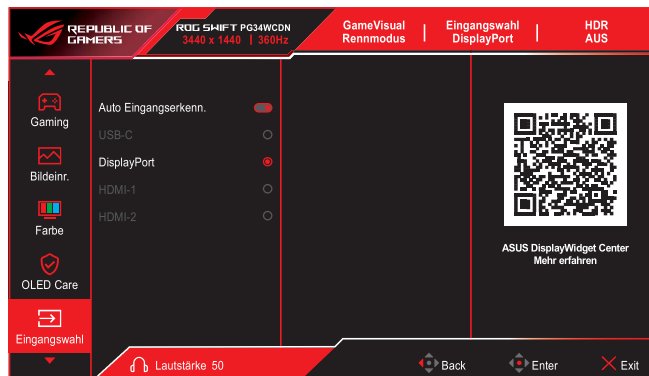 REPUBLIC OF
GAMERS
ROG SWIFT PG34WCDN
3440 x 1440 | 360Hz
GameVisual
Rennmodus
Eingangswahl
DisplayPort
HDR
AUS
Gaming
Bildeinr.
Farbe
OLED Care
Eingangswahl
Auto Eingangserkenn.
USB-C
DisplayPort
HDMI-1
HDMI-2
ASUS DisplayWidget Center
Mehr erfahren
Lautstärke 50
Back
Enter
Exit